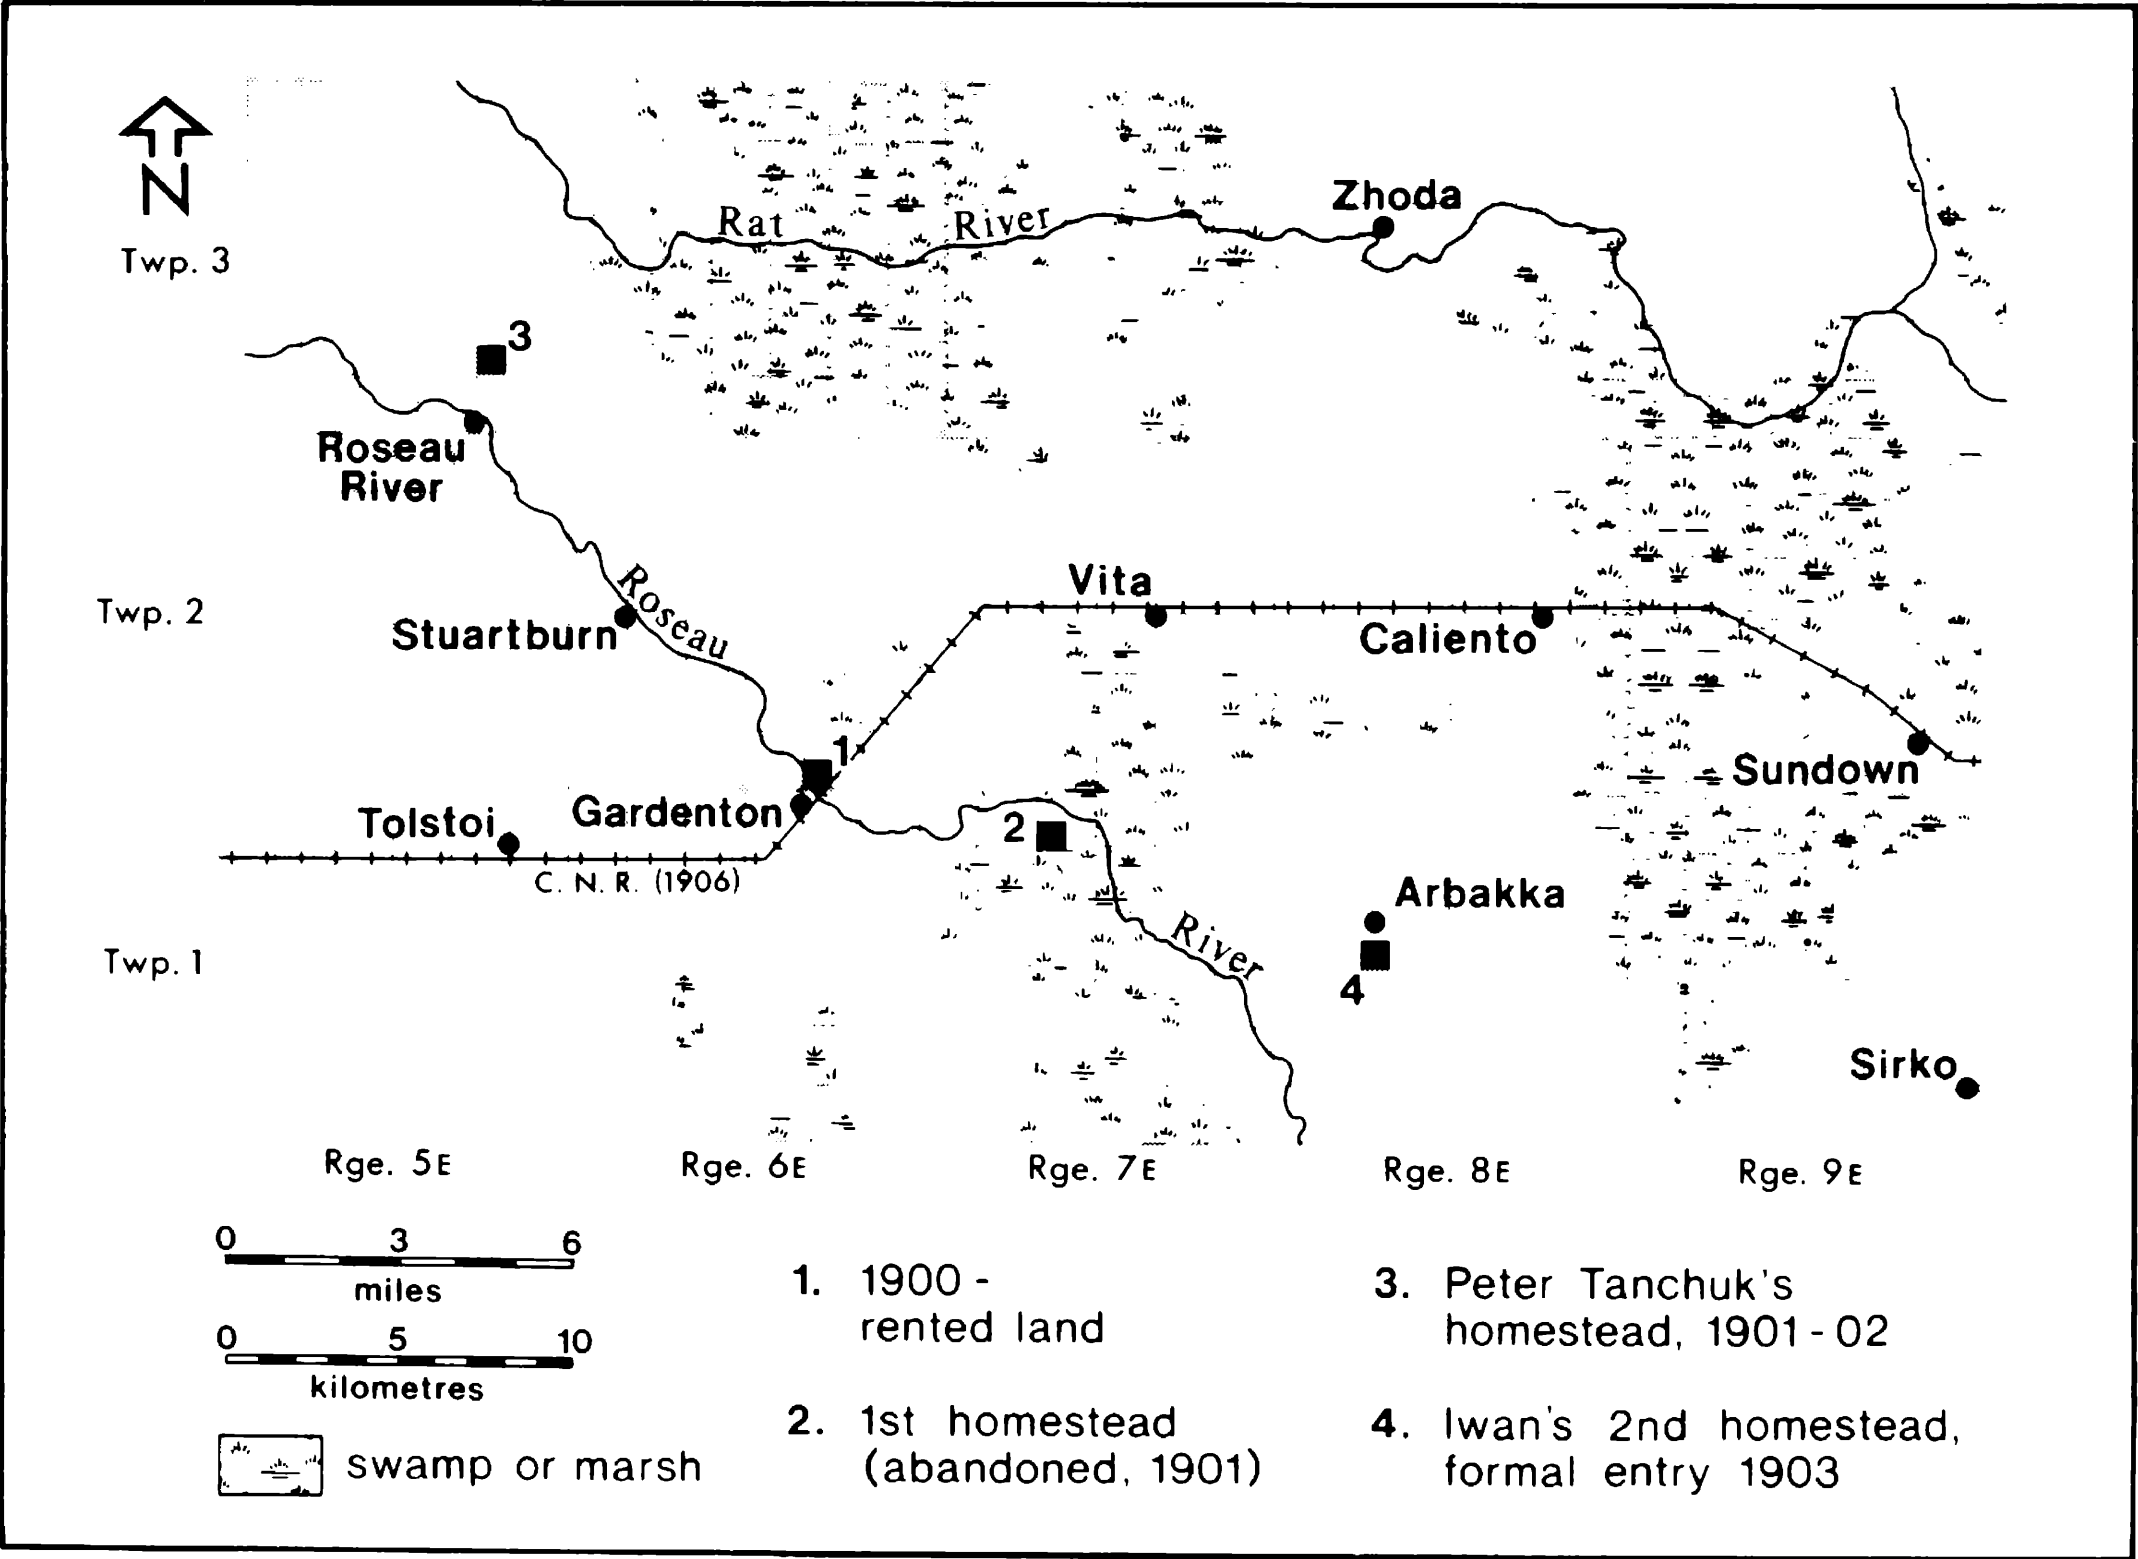 N
Twp. 3
Rat River
Zhoda
3
Roseau
River
Twp. 2
Stuartburn
Roseau
Vita
Caliento
1
Sundown
Tolstoi
Gardenton
2
C. N. R. (1906)
Arbakka
River
Twp. 1
4
Sirko
Rge. 5E
Rge. 6E
Rge. 7E
Rge. 8E
Rge. 9E
0 3 6
miles
0 5 10
kilometres
swamp or marsh
1. 1900 -
rented land
2. 1st homestead
(abandoned, 1901)
3. Peter Tanchuk's
homestead, 1901-02
4. Iwan's 2nd homestead,
formal entry 1903